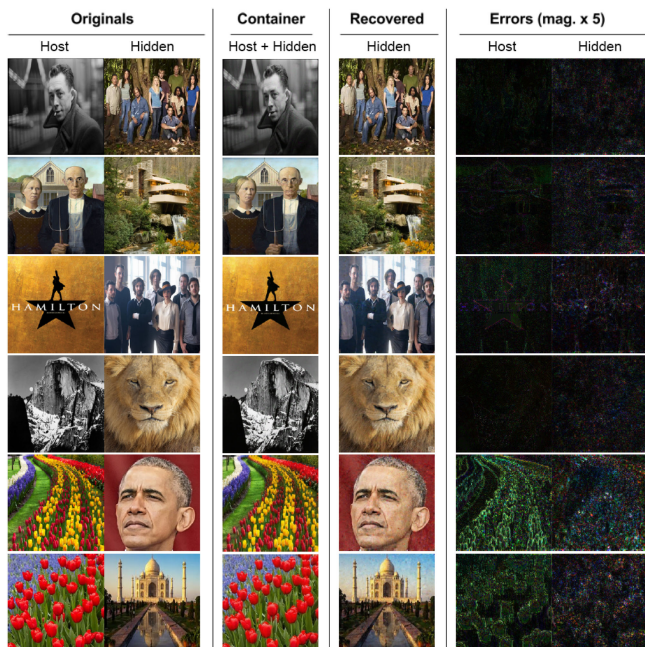 Originals Container Recovered Errors (mag. x 5)
Host Hidden Host + Hidden Hidden Host Hidden
HAMILTON
HAMILTON